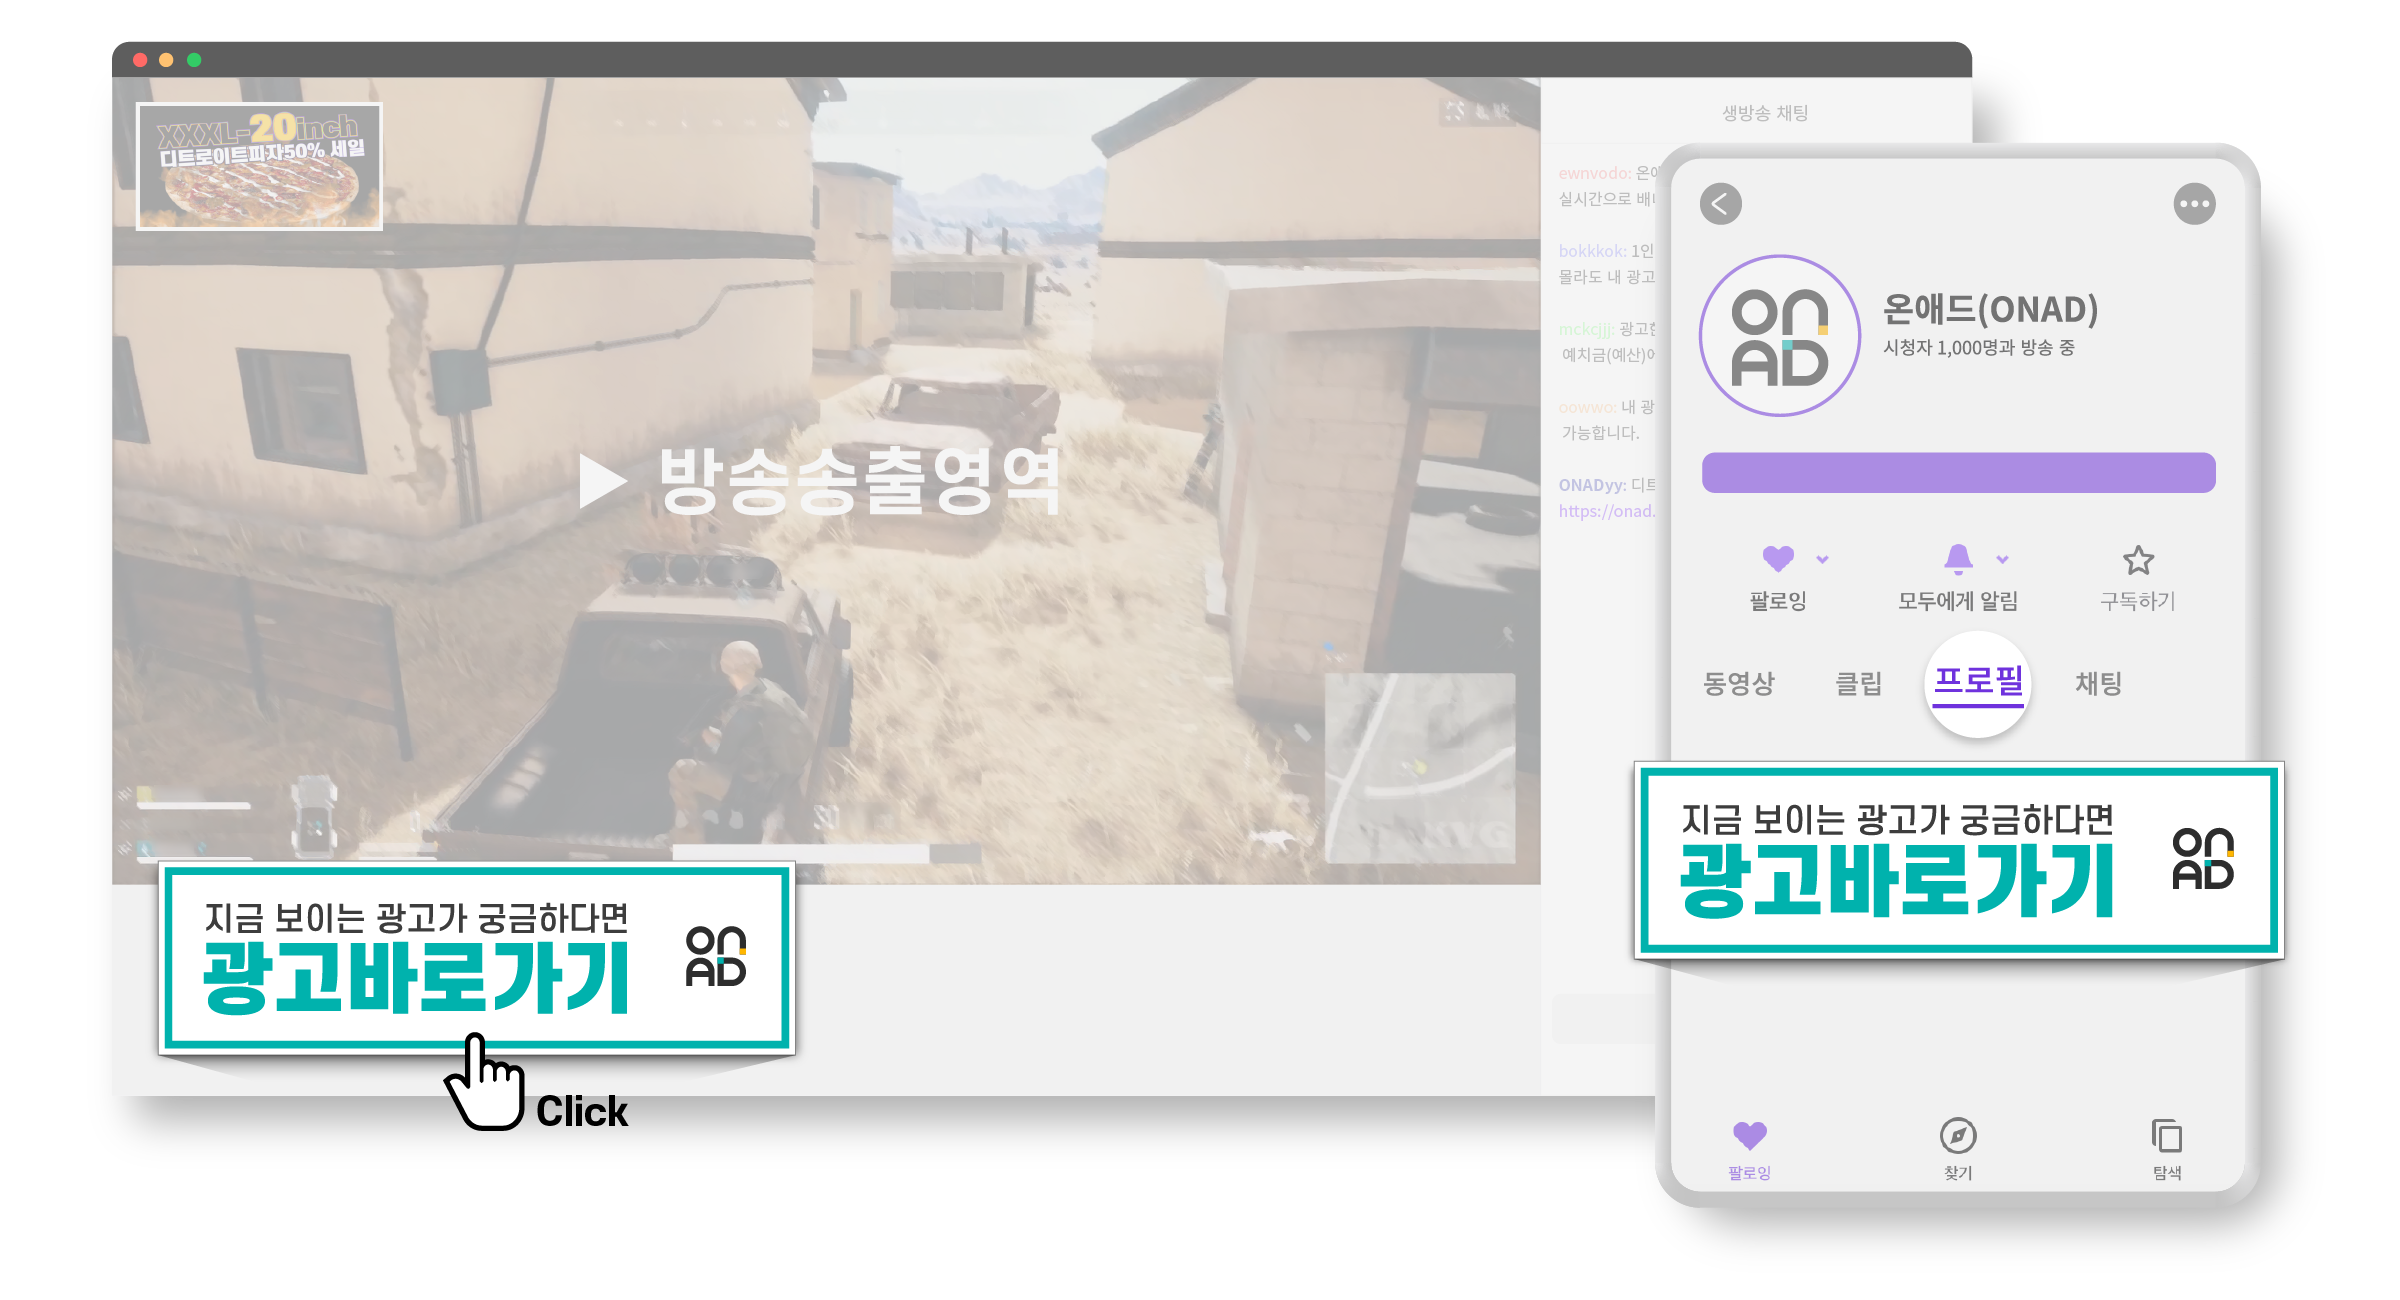 XXXL-20inch
디트로이트피자50% 세일
▶ 방송송출영역
지금 보이는 광고가 궁금하다면
광고바로가기
ON
AD
Click
생방송 채팅
ewnvodo: 온애
실시간으로 배너
bokkkok: 1인
몰라도 내 광고
mckcjjj: 광고한
예치금(예산)에
oowwo: 내 광
가능합니다.
ONADyy: 디트
https://onad.
ON
AD
온애드(ONAD)
시청자 1,000명과 방송 중
팔로잉 모두에게 알림 구독하기
동영상 클립 프로필 채팅
지금 보이는 광고가 궁금하다면
광고바로가기
ON
AD
팔로잉 찾기 탐색